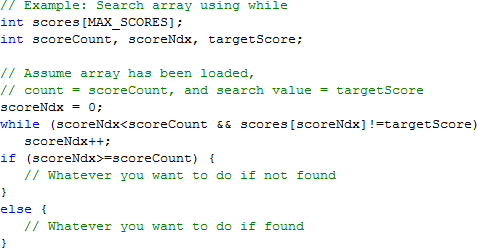 // Example: Search array using while
int scores[MAX_SCORES];
int scoreCount, scoreNdx, targetScore;
// Assume array has been loaded,
// count = scoreCount, and search value = targetScore
scoreNdx = 0;
while (scoreNdx<scoreCount && scores[scoreNdx]!=targetScore)
   scoreNdx++;
if (scoreNdx>=scoreCount) {
   // Whatever you want to do if not found
}
else {
   // Whatever you want to do if found
}